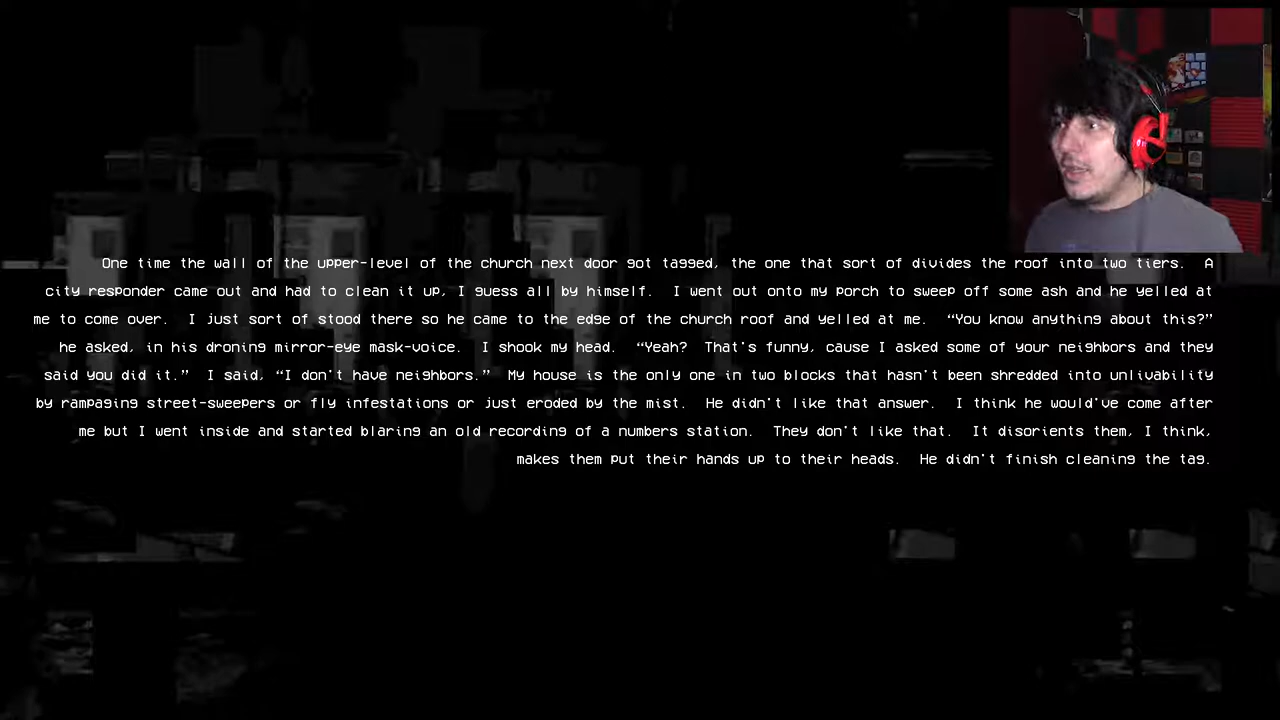 One time the wall of the upper-level of the church next door got tagged, the one that sort of divides the roof into two tiers.  A
city responder came out and had to clean it up, I guess all by himself.  I went out onto my porch to sweep off some ash and he yelled at
me to come over.  I just sort of stood there so he came to the edge of the church roof and yelled at me.  “You know anything about this?”
he asked, in his droning mirror-eye mask-voice.  I shook my head.  “Yeah?  That's funny, cause I asked some of your neighbors and they
said you did it.”  I said, “I don't have neighbors.”  My house is the only one in two blocks that hasn't been shredded into unlivability
by rampaging street-sweepers or fly infestations or just eroded by the mist.  He didn't like that answer.  I think he would've come after
me but I went inside and started blaring an old recording of a numbers station.  They don't like that.  It disorients them, I think,
makes them put their hands up to their heads.  He didn't finish cleaning the tag.